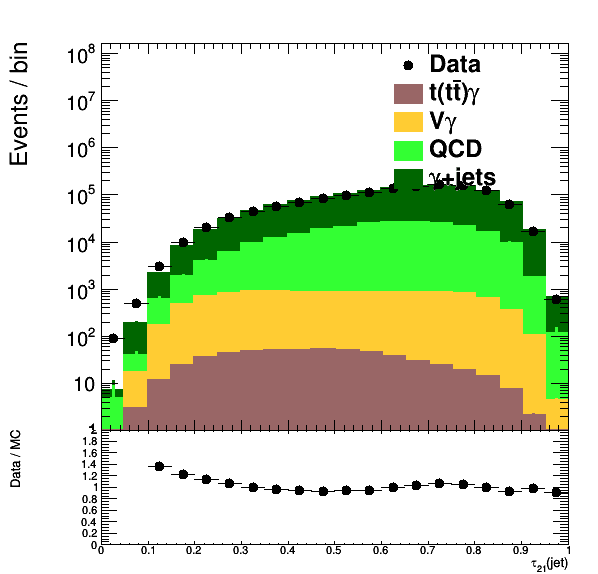 Events / bin
10⁸
10⁷
10⁶
10⁵
10⁴
10³
10²
10
1
Data
t(tt̄)γ
Vγ
QCD
γ+jets
Data / MC
2
1.8
1.6
1.4
1.2
1
0.8
0.6
0.4
0.2
0
0 0.1 0.2 0.3 0.4 0.5 0.6 0.7 0.8 0.9 1
τ₂₁(jet)